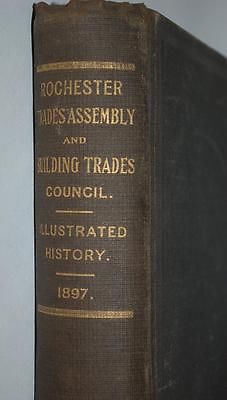 ROCHESTER
TRADES ASSEMBLY
AND
BUILDING TRADES
COUNCIL.
ILLUSTRATED
HISTORY.
1897.